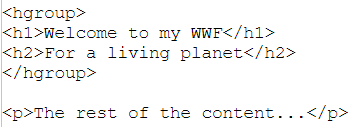 <hgroup>
<h1>Welcome to my WWF</h1>
<h2>For a living planet</h2>
</hgroup>
<p>The rest of the content...</p>